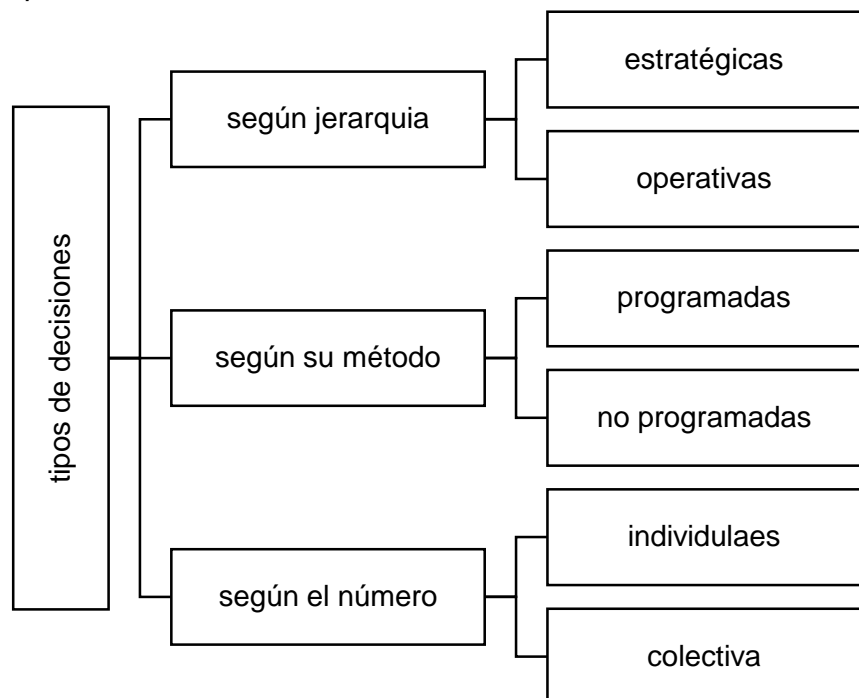 tipos de decisiones
según jerarquia
estratégicas
operativas
según su método
programadas
no programadas
según el número
individulaes
colectiva